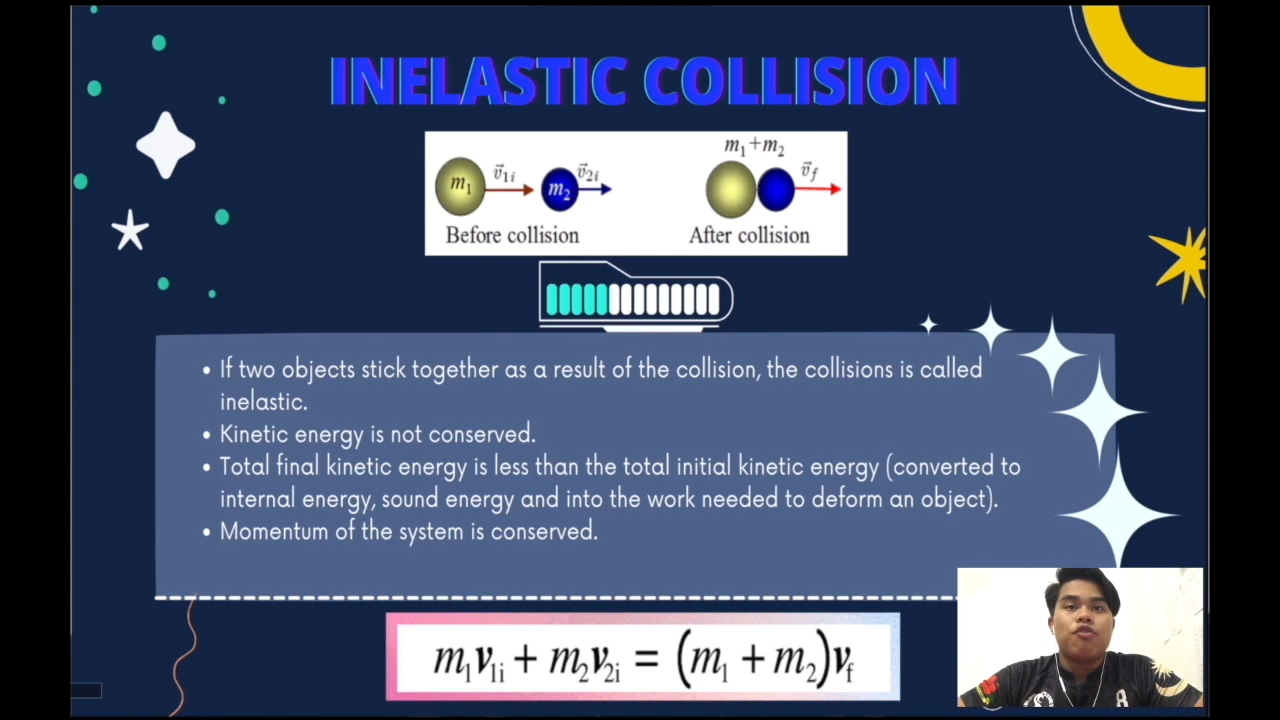 INELASTIC COLLISION
m₁ v⃗₁ᵢ m₂ v⃗₂ᵢ
m₁+m₂ v⃗f
Before collision
After collision
• If two objects stick together as a result of the collision, the collisions is called
inelastic.
• Kinetic energy is not conserved.
• Total final kinetic energy is less than the total initial kinetic energy (converted to
internal energy, sound energy and into the work needed to deform an object).
• Momentum of the system is conserved.
m₁v₁ᵢ + m₂v₂ᵢ = (m₁ + m₂)vf